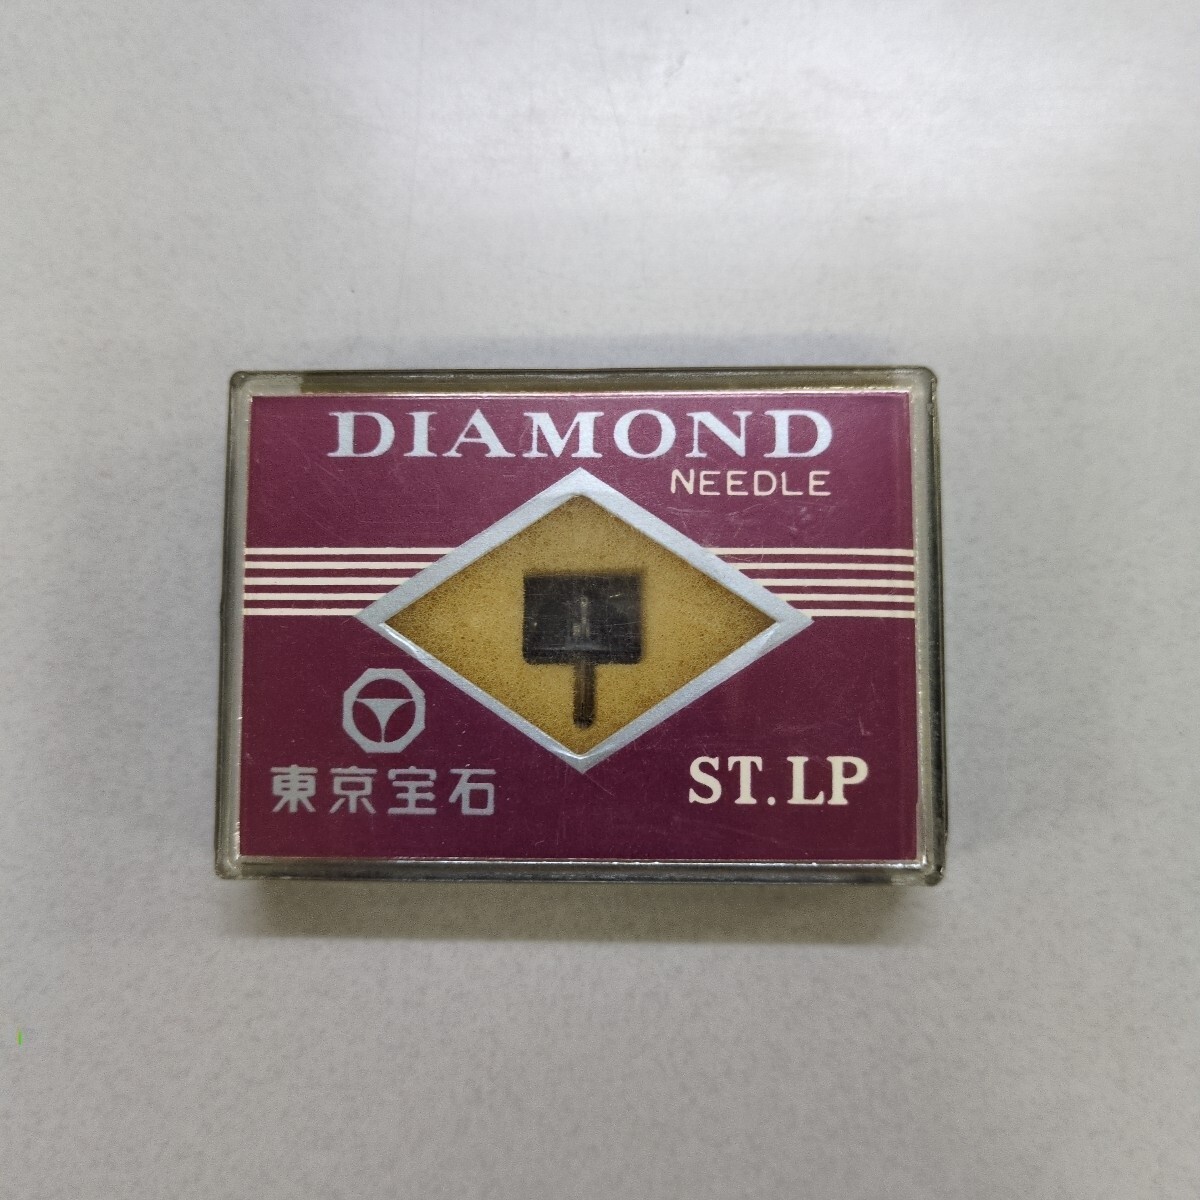 DIAMOND
NEEDLE
東京宝石
ST. LP